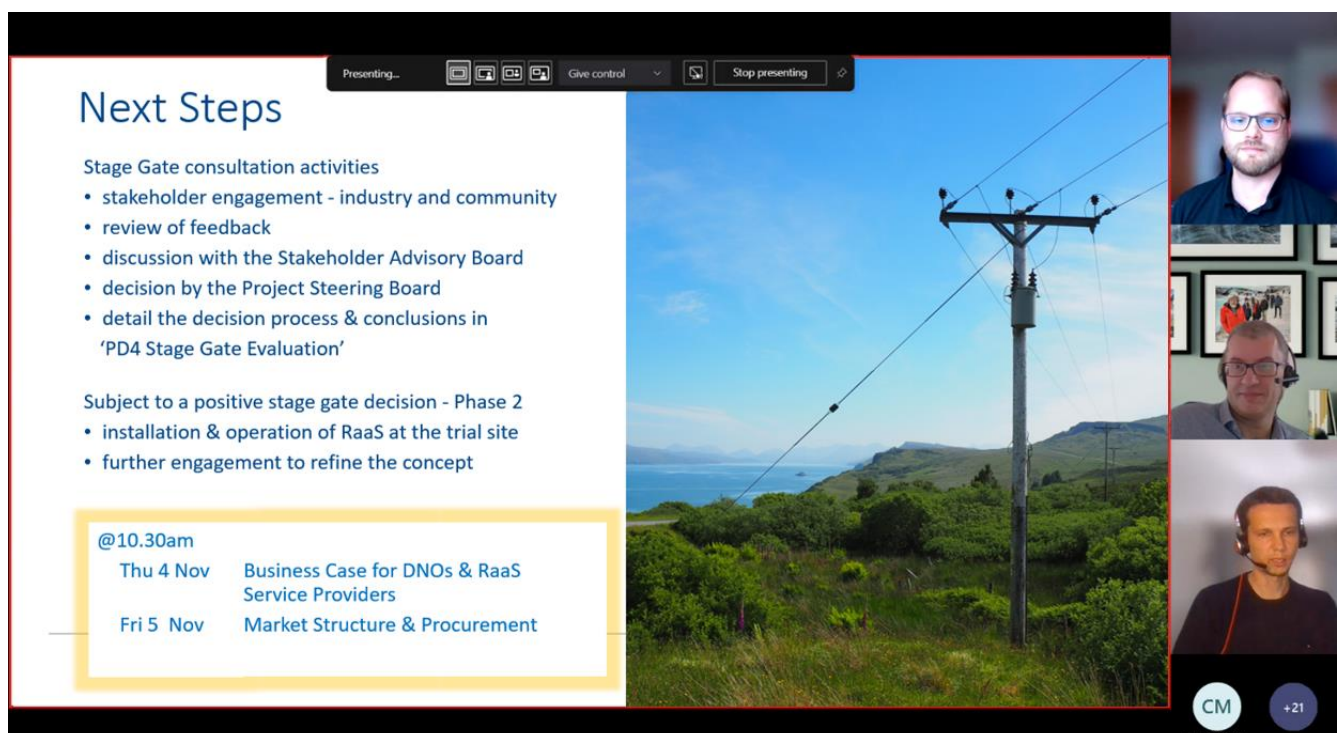 Presenting...
Give control
Stop presenting
Next Steps
Stage Gate consultation activities
• stakeholder engagement - industry and community
• review of feedback
• discussion with the Stakeholder Advisory Board
• decision by the Project Steering Board
• detail the decision process & conclusions in
‘PD4 Stage Gate Evaluation’
Subject to a positive stage gate decision - Phase 2
• installation & operation of RaaS at the trial site
• further engagement to refine the concept
@10.30am
Thu 4 Nov Business Case for DNOs & RaaS
Service Providers
Fri 5 Nov Market Structure & Procurement
CM
+21